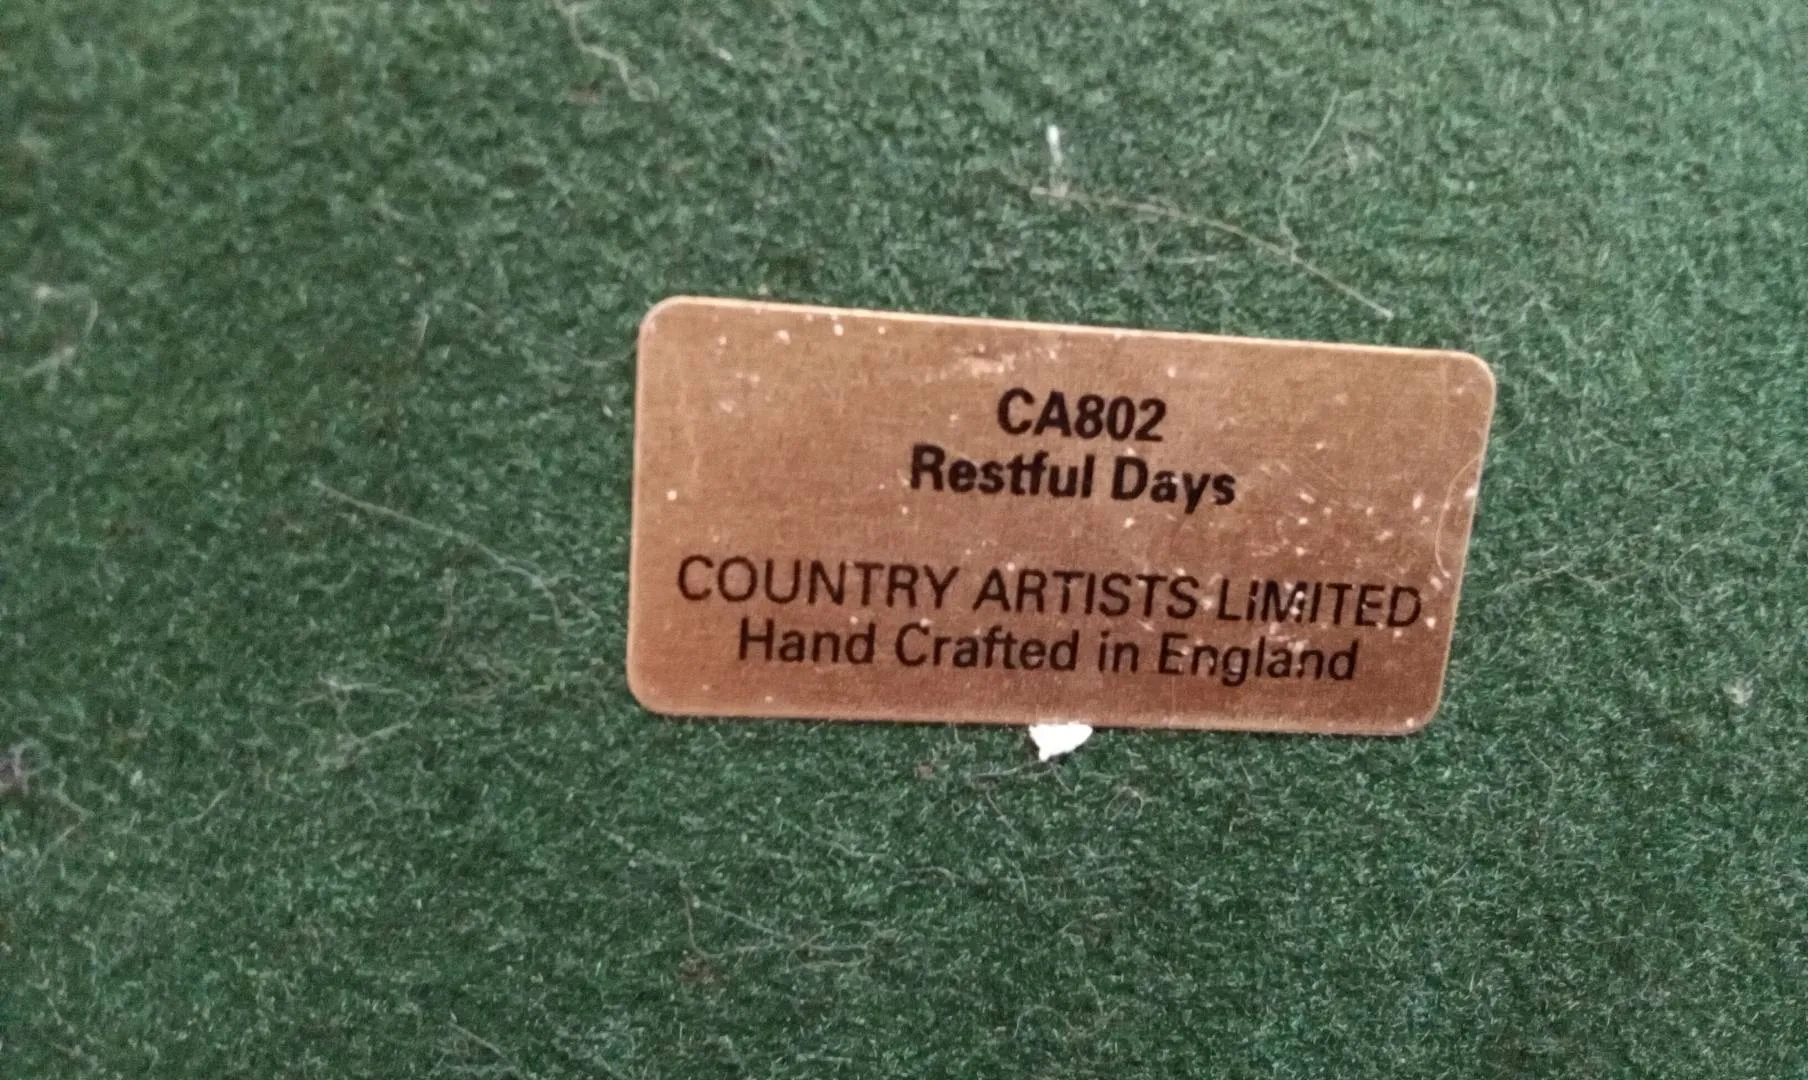 CA802
Restful Days
COUNTRY ARTISTS LIMITED
Hand Crafted in England